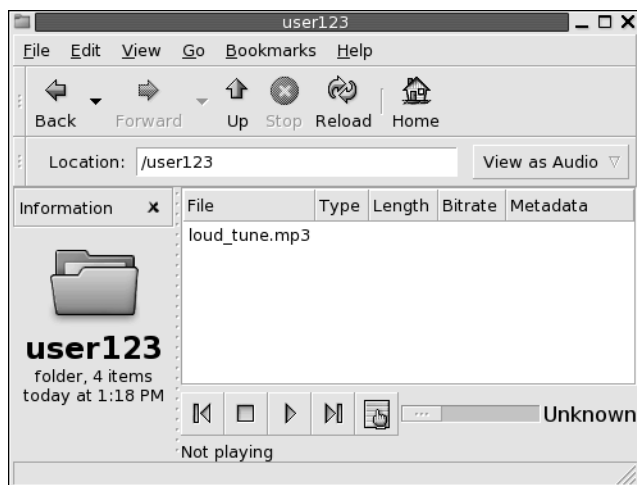 user123
File Edit View Go Bookmarks Help
Back Forward Up Stop Reload Home
Location: /user123 View as Audio
Information x
File Type Length Bitrate Metadata
loud_tune.mp3
user123
folder, 4 items
today at 1:18 PM
Unknown
Not playing